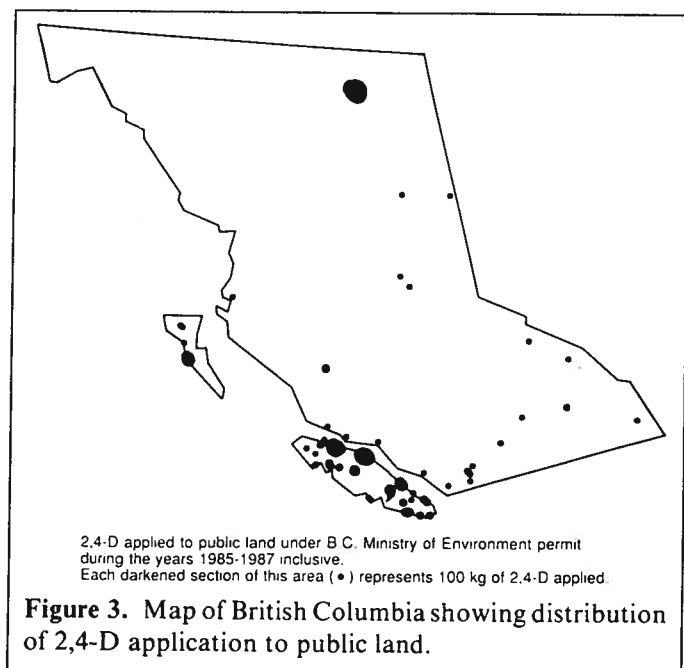 2,4-D applied to public land under B.C. Ministry of Environment permit
during the years 1985-1987 inclusive.
Each darkened section of this area (•) represents 100 kg of 2,4-D applied.
Figure 3. Map of British Columbia showing distribution
of 2,4-D application to public land.